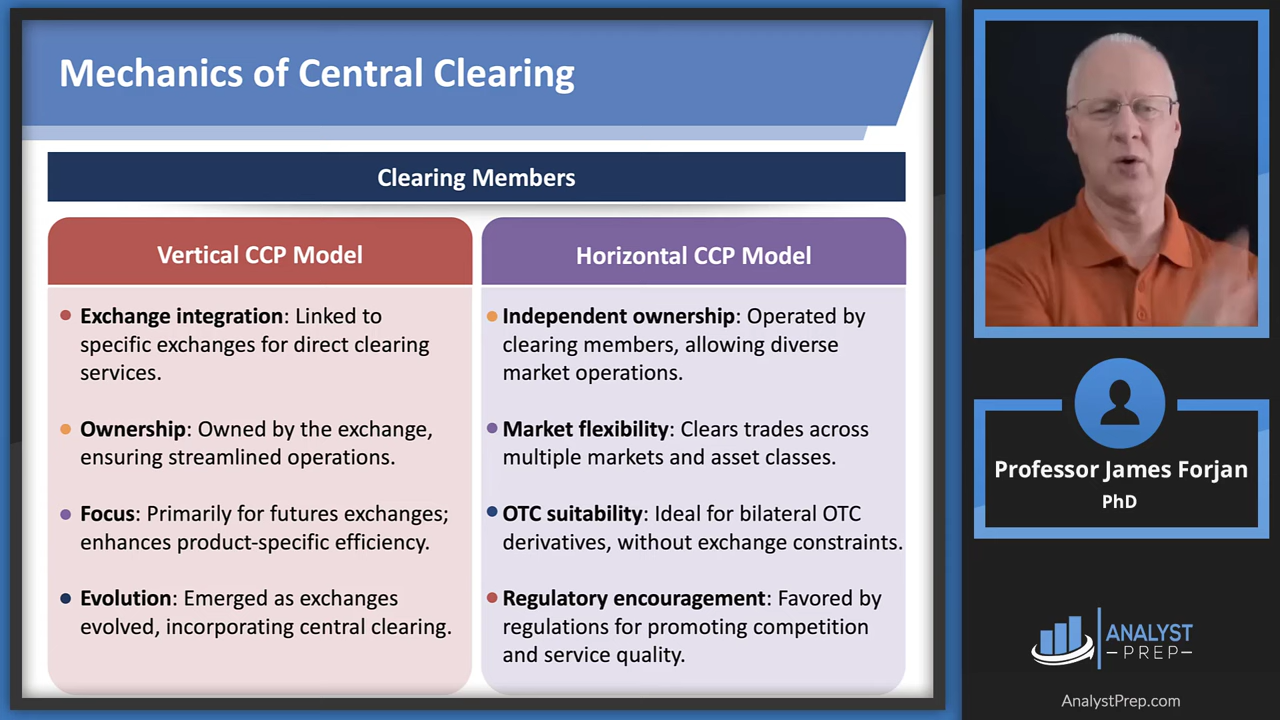 Mechanics of Central Clearing
Clearing Members
Vertical CCP Model
Exchange integration: Linked to
specific exchanges for direct clearing
services.
Ownership: Owned by the exchange,
ensuring streamlined operations.
Focus: Primarily for futures exchanges;
enhances product-specific efficiency.
Evolution: Emerged as exchanges
evolved, incorporating central clearing.
Horizontal CCP Model
Independent ownership: Operated by
clearing members, allowing diverse
market operations.
Market flexibility: Clears trades across
multiple markets and asset classes.
OTC suitability: Ideal for bilateral OTC
derivatives, without exchange constraints.
Regulatory encouragement: Favored by
regulations for promoting competition
and service quality.
Professor James Forjan
PhD
ANALYST
PREP
AnalystPrep.com